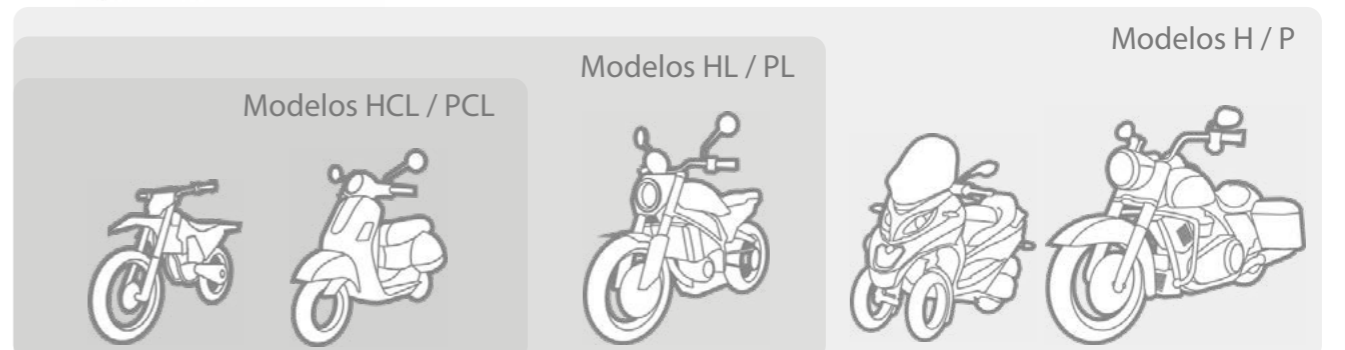 Modelos H / P
Modelos HL / PL
Modelos HCL / PCL